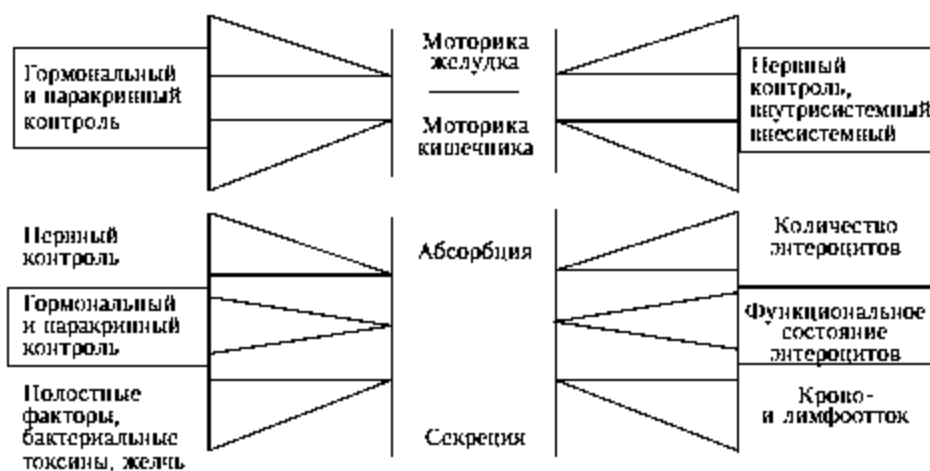 Гормональный
и паракринный
контроль
Моторика
желудка
Моторика
кишечника
Нервный
контроль,
внутрисистемный
внесистемный
Нервный
контроль
Гормональный
и паракринный
контроль
Полостные
факторы,
бактериальные
токсины, желчь
Абсорбция
Секреция
Количество
энтероцитов
Функциональное
состояние
энтероцитов
Крово-
и лимфоотток